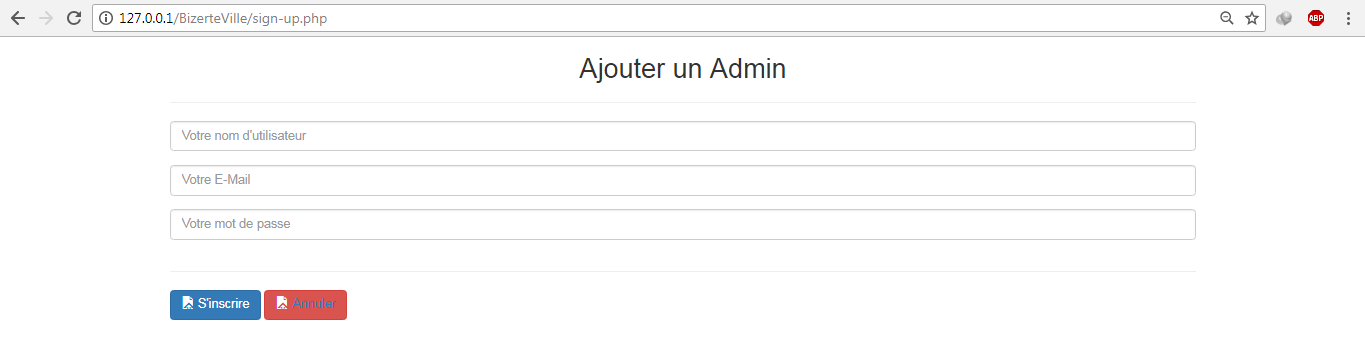 127.0.0.1/BizerteVille/sign-up.php
ABP
Ajouter un Admin
Votre nom d'utilisateur
Votre E-Mail
Votre mot de passe
S'inscrire Annuler